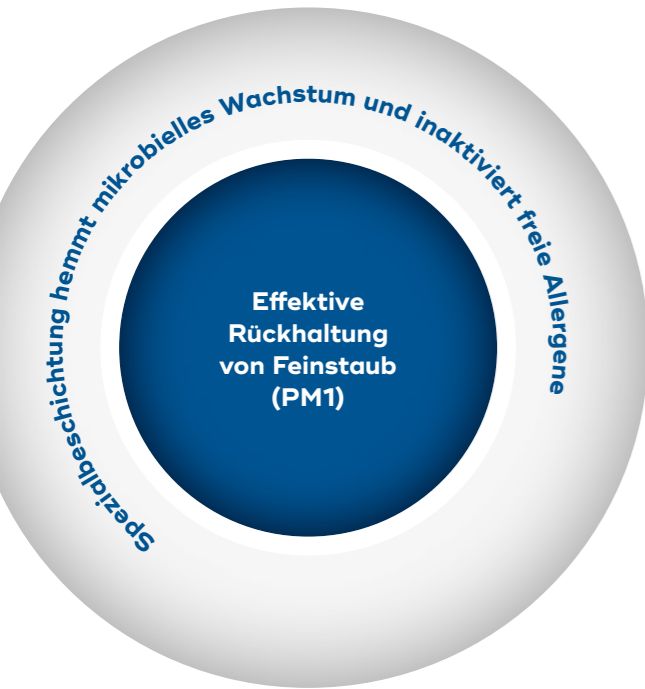 Spezialbeschichtung hemmt mikrobielles Wachstum und inaktiviert freie Allergene
Effektive
Rückhaltung
von Feinstaub
(PM1)